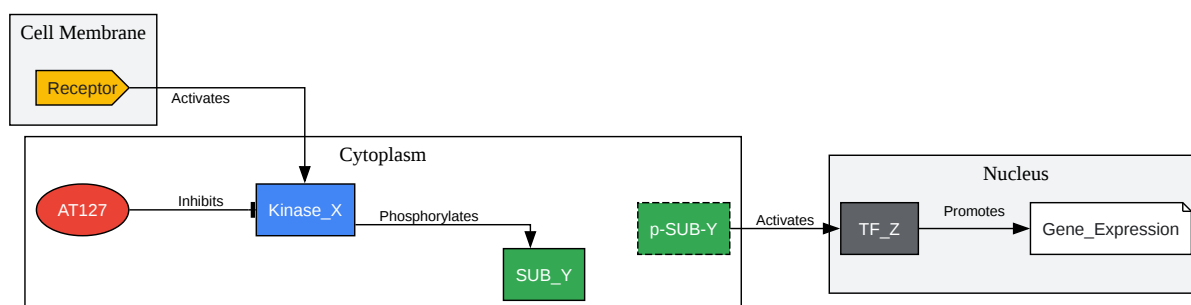 Cell Membrane
Receptor
Activates
Cytoplasm
AT127
Inhibits
Kinase_X
Phosphorylates
SUB_Y
p-SUB-Y
Activates
Nucleus
TF_Z
Promotes
Gene_Expression